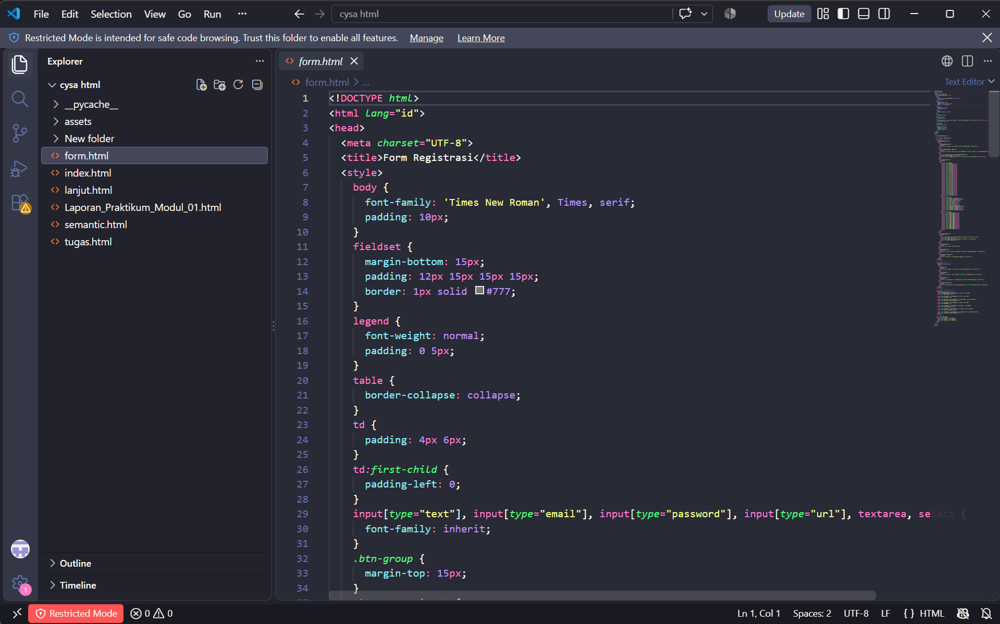 File Edit Selection View Go Run ··· cysa html Update
Restricted Mode is intended for safe code browsing. Trust this folder to enable all features. Manage Learn More
Explorer
cysa html
__pycache__
assets
New folder
form.html
index.html
lanjut.html
Laporan_Praktikum_Modul_01.html
semantic.html
tugas.html
Outline
Timeline
1
form.html
form.html > ...
Text Editor
1 <!DOCTYPE html>
2 <html lang="id">
3 <head>
4 <meta charset="UTF-8">
5 <title>Form Registrasi</title>
6 <style>
7 body {
8 font-family: 'Times New Roman', Times, serif;
9 padding: 10px;
10 }
11 fieldset {
12 margin-bottom: 15px;
13 padding: 12px 15px 15px 15px;
14 border: 1px solid #777;
15 }
16 legend {
17 font-weight: normal;
18 padding: 0 5px;
19 }
20 table {
21 border-collapse: collapse;
22 }
23 td {
24 padding: 4px 6px;
25 }
26 td:first-child {
27 padding-left: 0;
28 }
29 input[type="text"], input[type="email"], input[type="password"], input[type="url"], textarea, select {
30 font-family: inherit;
31 }
32 .btn-group {
33 margin-top: 15px;
34 }
Restricted Mode 0 0 Ln 1, Col 1 Spaces: 2 UTF-8 LF { } HTML